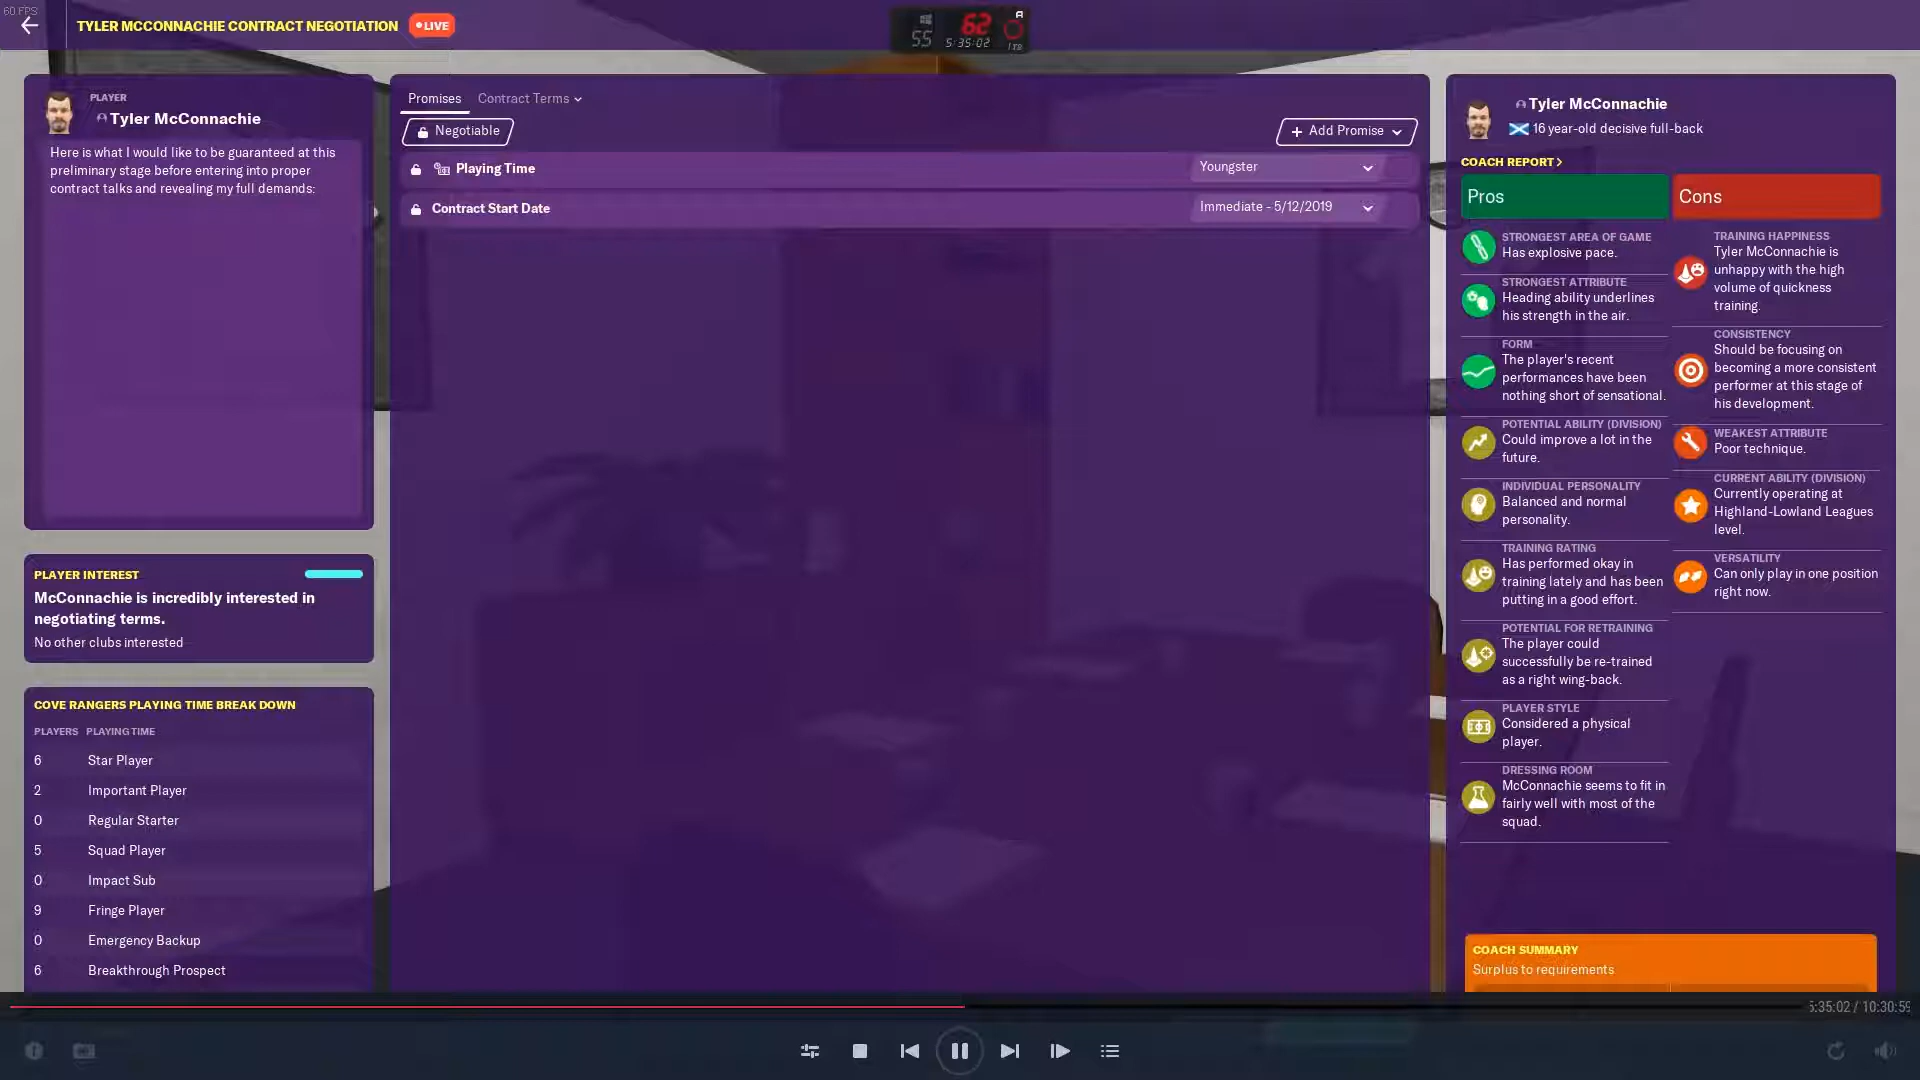 60 FPS
TYLER MCCONNACHIE CONTRACT NEGOTIATION
LIVE
55
62
5:35:02
A
PLAYER
Tyler McConnachie
Here is what I would like to be guaranteed at this
preliminary stage before entering into proper
contract talks and revealing my full demands:
PLAYER INTEREST
McConnachie is incredibly interested in
negotiating terms.
No other clubs interested
COVE RANGERS PLAYING TIME BREAK DOWN
PLAYERS PLAYING TIME
6 Star Player
2 Important Player
0 Regular Starter
5 Squad Player
0 Impact Sub
9 Fringe Player
0 Emergency Backup
6 Breakthrough Prospect
Promises Contract Terms
Negotiable
Add Promise
Playing Time Youngster
Contract Start Date Immediate - 5/12/2019
Tyler McConnachie
16 year-old decisive full-back
COACH REPORT >
Pros
STRONGEST AREA OF GAME
Has explosive pace.
STRONGEST ATTRIBUTE
Heading ability underlines
his strength in the air.
FORM
The player's recent
performances have been
nothing short of sensational.
POTENTIAL ABILITY (DIVISION)
Could improve a lot in the
future.
INDIVIDUAL PERSONALITY
Balanced and normal
personality.
TRAINING RATING
Has performed okay in
training lately and has been
putting in a good effort.
POTENTIAL FOR RETRAINING
The player could
successfully be re-trained
as a right wing-back.
PLAYER STYLE
Considered a physical
player.
DRESSING ROOM
McConnachie seems to fit in
fairly well with most of the
squad.
Cons
TRAINING HAPPINESS
Tyler McConnachie is
unhappy with the high
volume of quickness
training.
CONSISTENCY
Should be focusing on
becoming a more consistent
performer at this stage of
his development.
WEAKEST ATTRIBUTE
Poor technique.
CURRENT ABILITY (DIVISION)
Currently operating at
Highland-Lowland Leagues
level.
VERSATILITY
Can only play in one position
right now.
COACH SUMMARY
Surplus to requirements
5:35:02 / 10:30:59